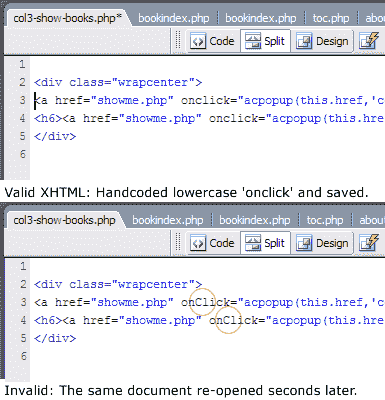 col3-show-books.php* bookindex.php bookindex.php toc.php
Code Split Design
1
2 <div class="wrapcenter">
3 <a href="showme.php" onclick="acpopup(this.href,'c
4 <h6><a href="showme.php" onclick="acpopup(this.hre
5 </div>
6
Valid XHTML: Handcoded lowercase 'onclick' and saved.
col3-show-books.php bookindex.php bookindex.php toc.php
Code Split Design
1
2 <div class="wrapcenter">
3 <a href="showme.php" onClick="acpopup(this.href,'c
4 <h6><a href="showme.php" onClick="acpopup(this.hre
5 </div>
6
Invalid: The same document re-opened seconds later.